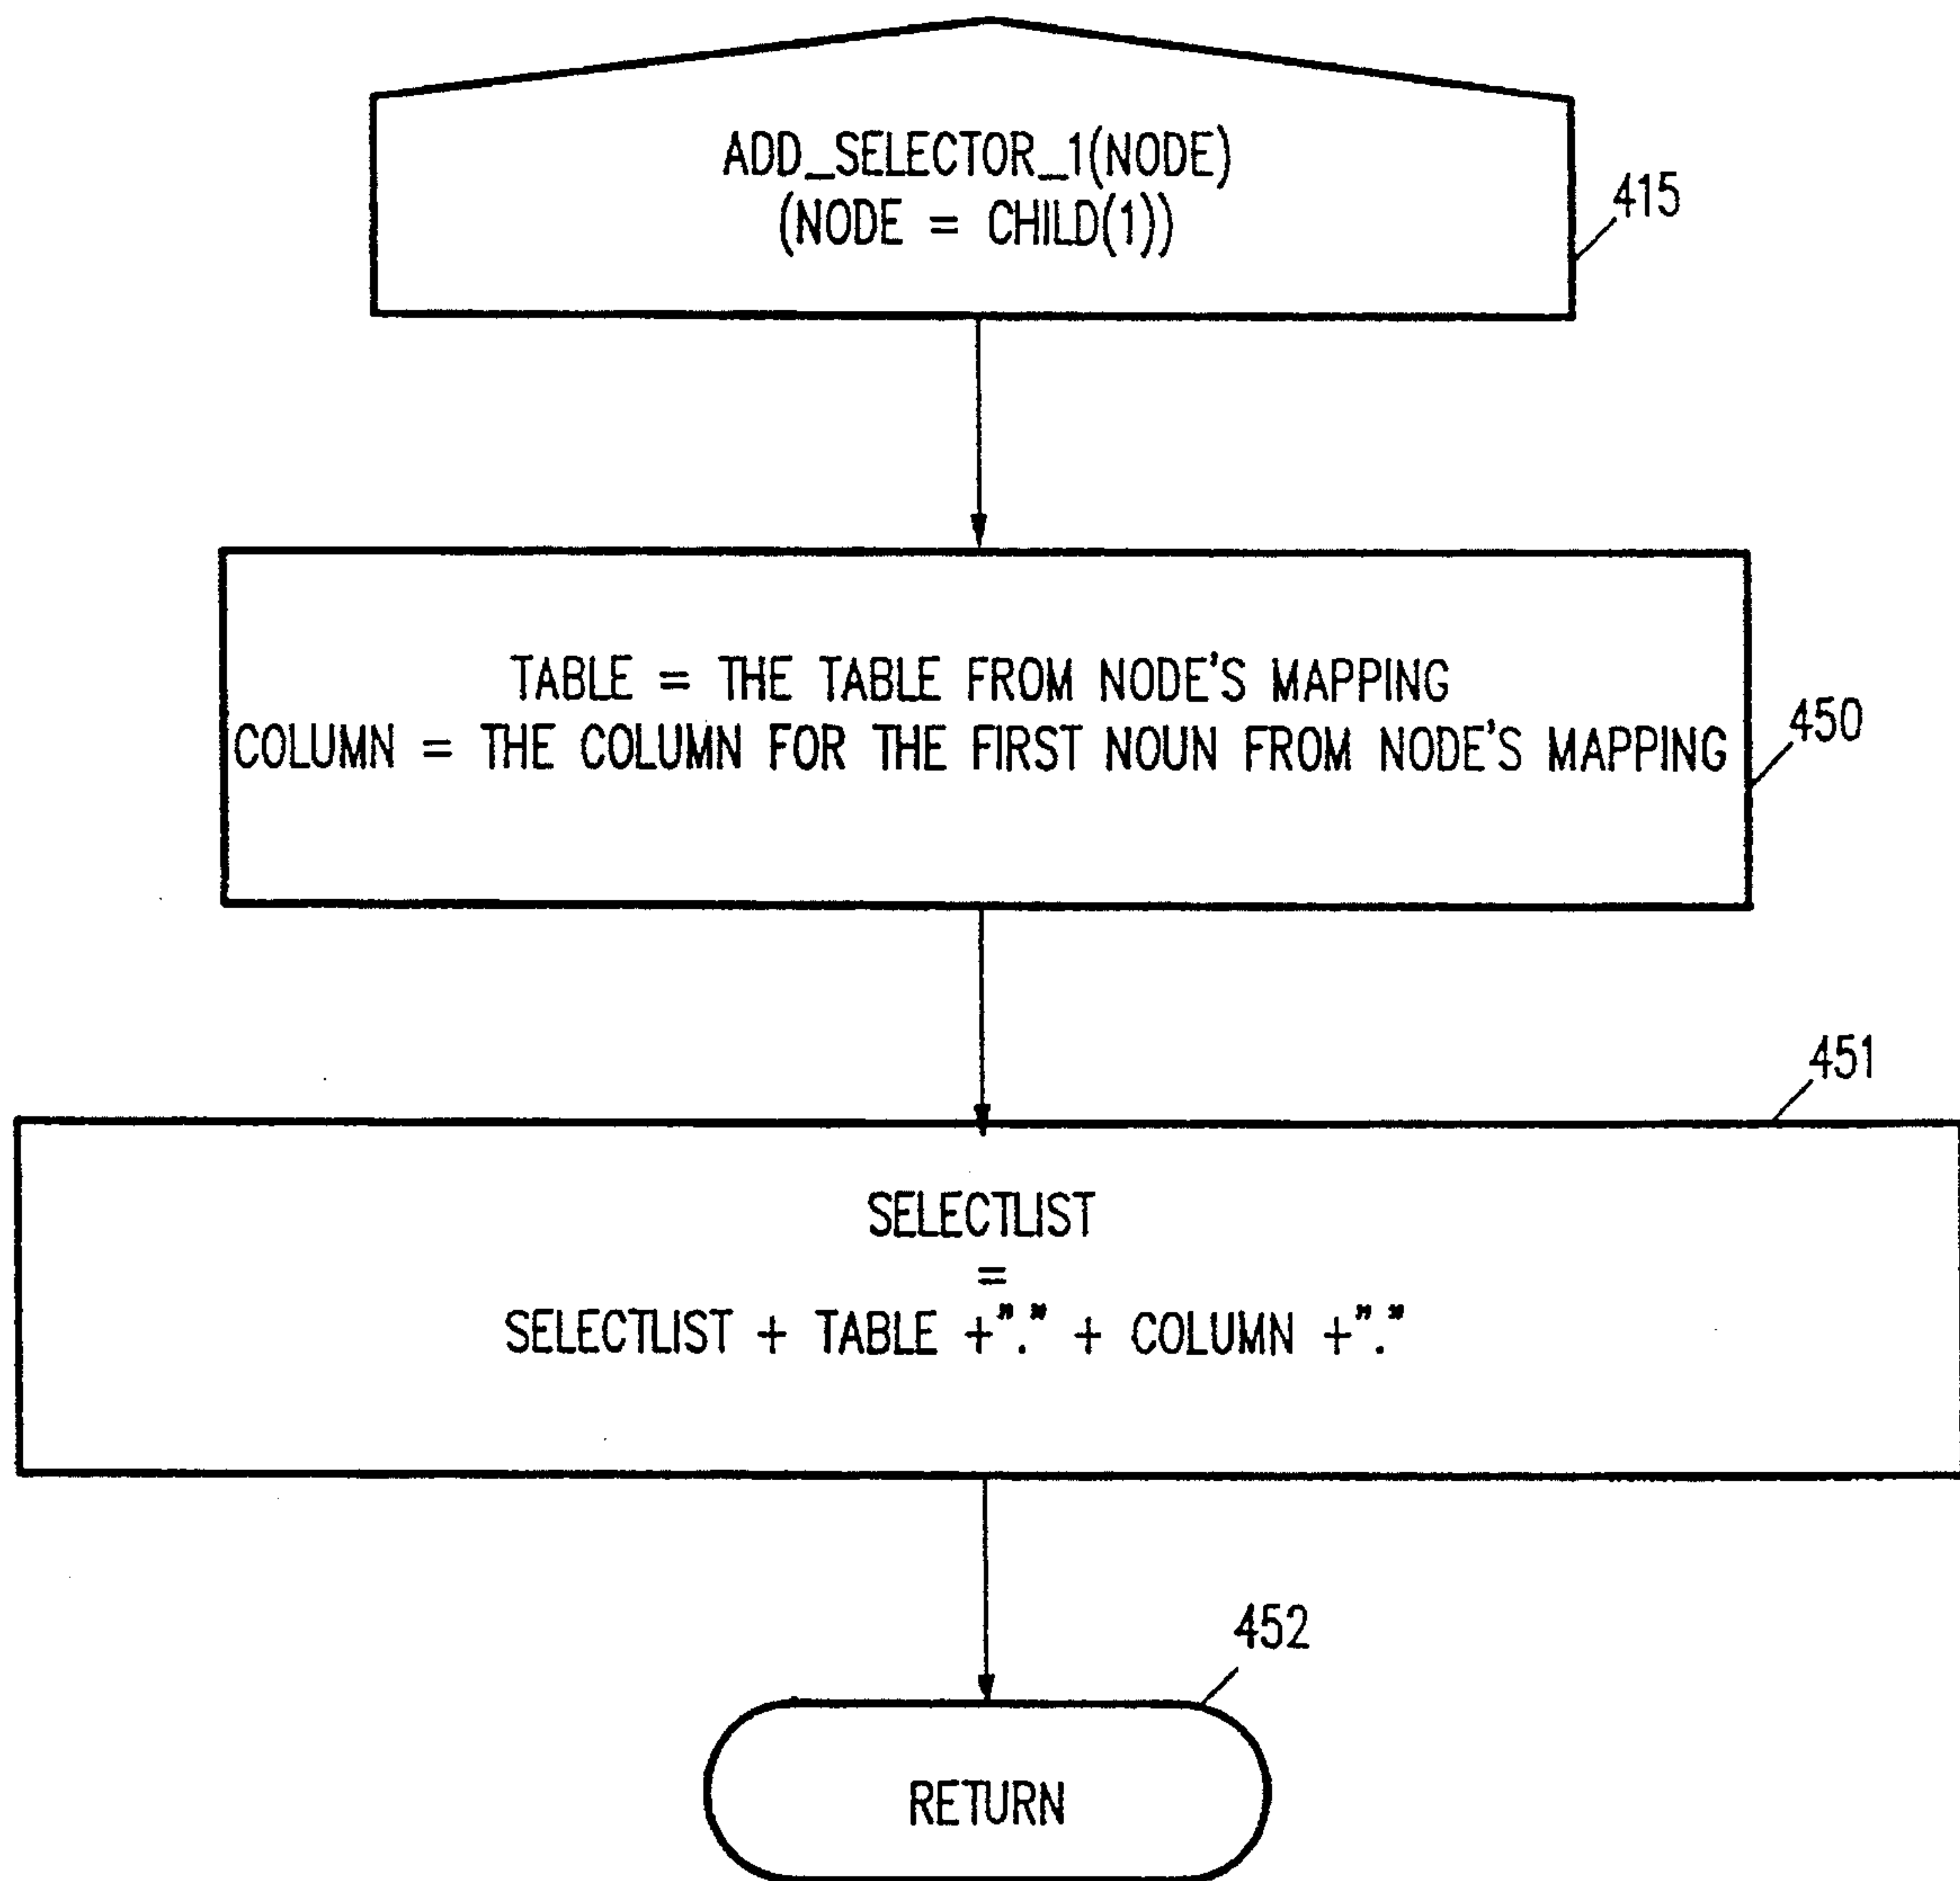 ADD_SELECTOR_1(NODE)
(NODE = CHILD(1))
415
TABLE = THE TABLE FROM NODE'S MAPPING
COLUMN = THE COLUMN FOR THE FIRST NOUN FROM NODE'S MAPPING
450
451
SELECTLIST
=
SELECTLIST + TABLE +"." + COLUMN +"."
452
RETURN